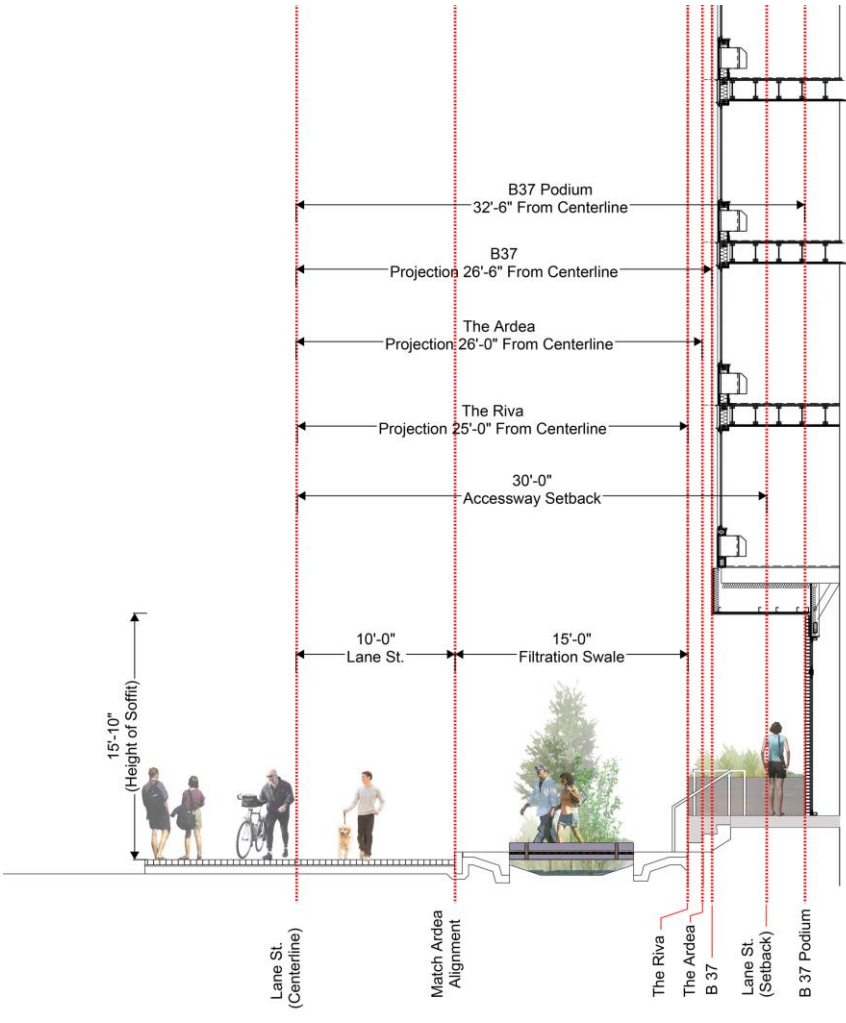 B37 Podium
32'-6" From Centerline
B37
Projection 26'-6" From Centerline
The Ardea
Projection 26'-0" From Centerline
The Riva
Projection 25'-0" From Centerline
30'-0"
Accessway Setback
10'-0"
Lane St.
15'-0"
Filtration Swale
15'-10"
(Height of Soffit)
Lane St.
(Centerline)
Match Ardea
Alignment
The Riva
The Ardea
B 37
Lane St.
(Setback)
B 37 Podium